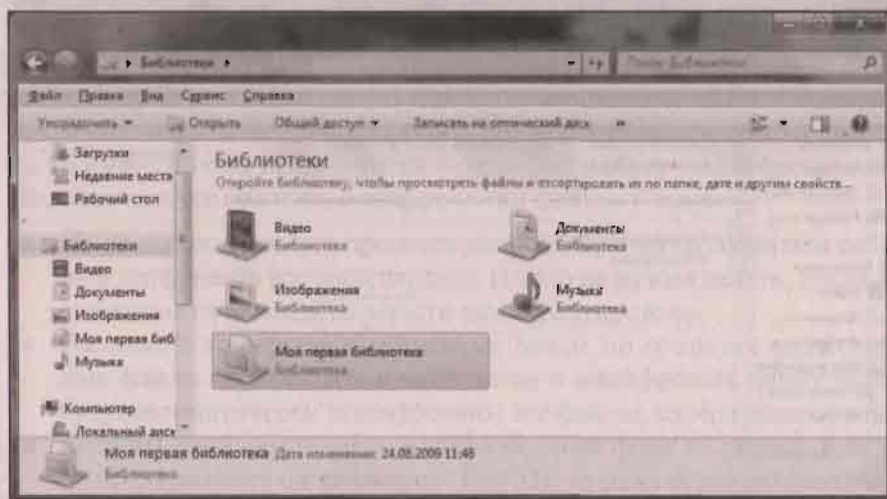 Библиотеки
Поиск: Библиотеки
Файл Правка Вид Сервис Справка
Упорядочить Открыть Общий доступ Записать на оптический диск »
Загрузки
Недавние места
Рабочий стол
Библиотеки
Видео
Документы
Изображения
Моя первая биб
Музыка
Компьютер
Локальный диск
Библиотеки
Откройте библиотеку, чтобы просмотреть файлы и отсортировать их по папке, дате и другим свойств...
Видео
Библиотека
Документы
Библиотека
Изображения
Библиотека
Музыка
Библиотека
Моя первая библиотека
Библиотека
Моя первая библиотека Дата изменения: 24.08.2009 11:46
Библиотека